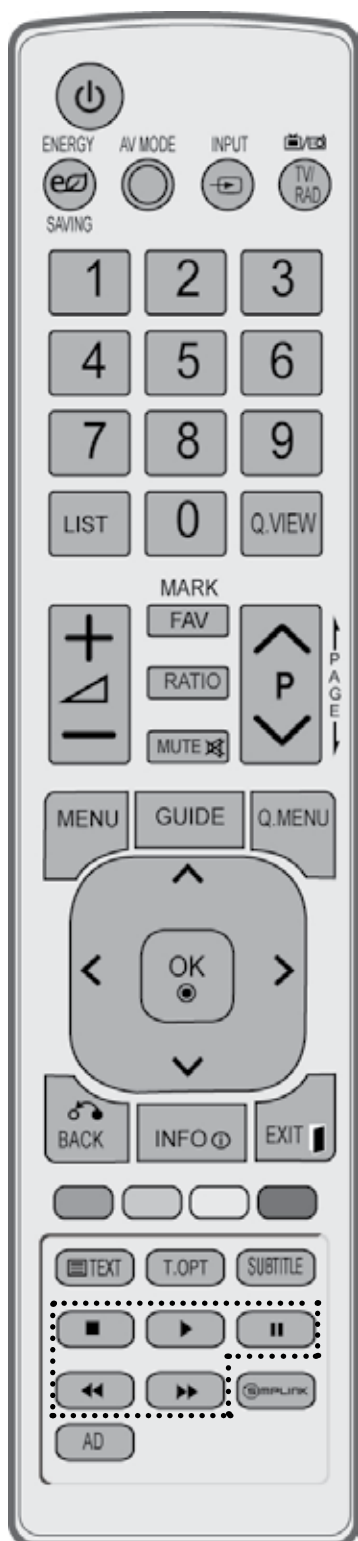 ENERGY AV MODE INPUT
TV/
RAD
SAVING
1 2 3
4 5 6
7 8 9
LIST 0 Q.VIEW
MARK
FAV
RATIO
P
PAGE
MUTE
MENU GUIDE Q.MENU
OK
BACK INFO EXIT
TEXT T.OPT SUBTITLE
SIMPLINK
AD